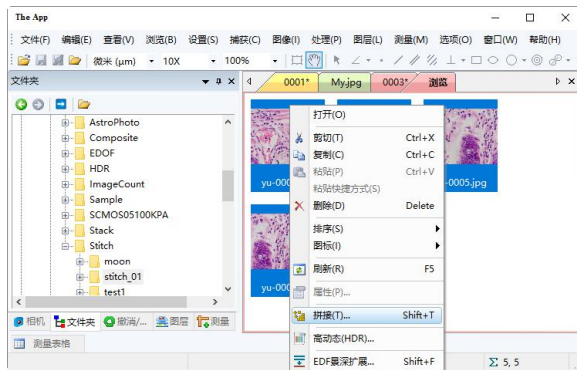 The App
文件(F) 编辑(E) 查看(V) 浏览(B) 设置(S) 捕获(C) 图像(I) 处理(P) 图层(L) 测量(M) 选项(O) 窗口(W) 帮助(H)
微米 (μm) 10X 100%
文件夹
0001* My.jpg 0003* 浏览
AstroPhoto
Composite
EDOF
HDR
ImageCount
Sample
SCMOS05100KPA
Stack
Stitch
moon
stitch_01
test1
yu-000
-0005.jpg
yu-000
打开(O)
剪切(T) Ctrl+X
复制(C) Ctrl+C
粘贴(P) Ctrl+V
粘贴快捷方式(S)
删除(D) Delete
排序(S)
图标(I)
刷新(R) F5
属性(P)...
拼接(T)... Shift+T
高动态(HDR)...
EDF景深扩展... Shift+F
相机 文件夹 撤消/... 图层 测量
测量表格
Σ 5, 5